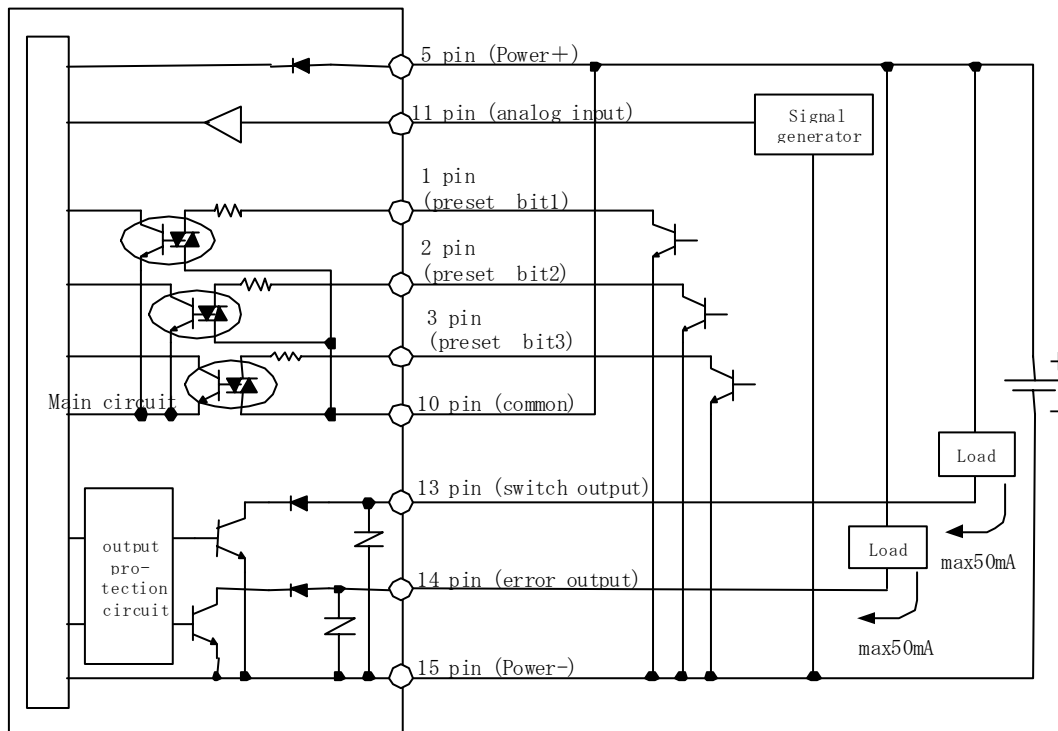 5 pin (Power＋)
11 pin (analog input)
Signal
generator
1 pin
(preset bit1)
2 pin
(preset bit2)
3 pin
(preset bit3)
Main circuit
10 pin (common)
+
-
Load
13 pin (switch output)
max50mA
Load
output
pro-
tection
circuit
14 pin (error output)
max50mA
15 pin (Power-)